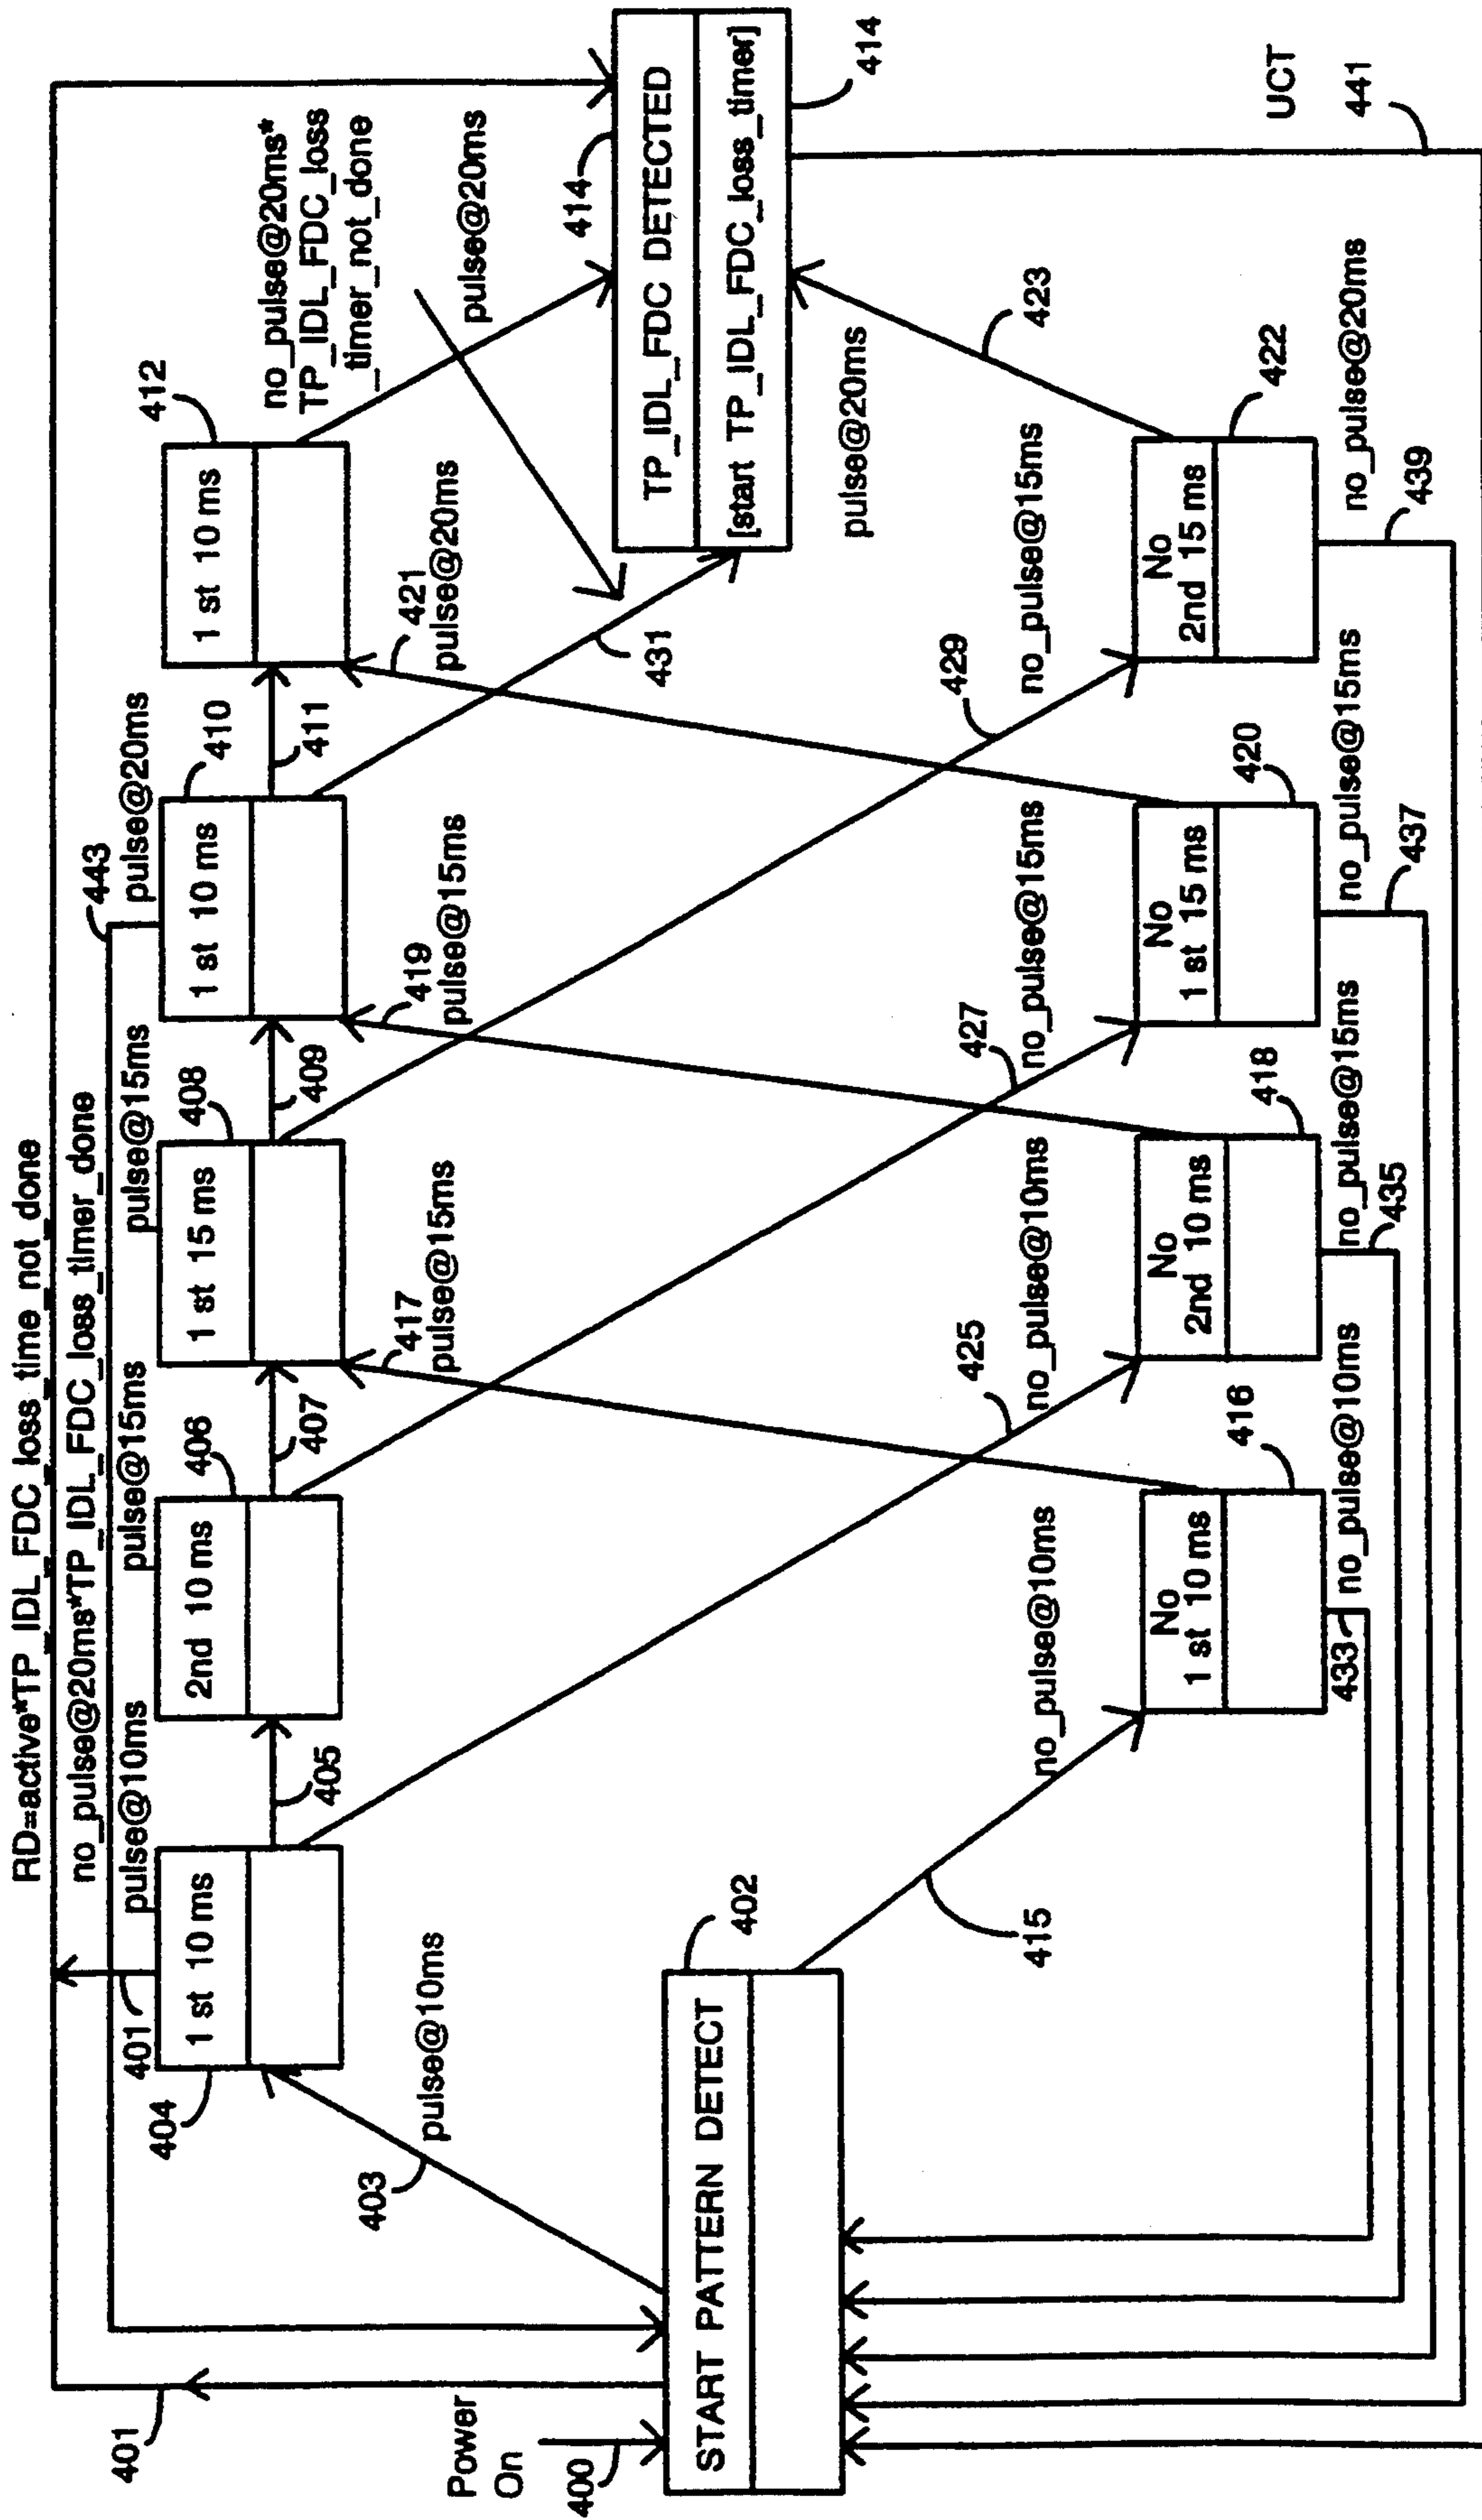 RD=active*TP_IDL_FDC_loss_time_not_done
no_pulse@20ms*TP_IDL_FDC_loss_timer_done
401
Power
On
400
401
404
1 st 10 ms
pulse@10ms
403
pulse@10ms
405
2nd 10 ms
406
pulse@15ms
407
1 st 15 ms
408
pulse@15ms
409
443
pulse@20ms
1 st 10 ms
410
411
1 st 10 ms
412
no_pulse@20ms*
TP_IDL_FDC_loss
_timer_not_done
pulse@20ms
417
pulse@15ms
419
pulse@15ms
421
pulse@20ms
431
414
TP_IDL_FDC DETECTED
[start TP_IDL_FDC_loss_timer]
414
START PATTERN DETECT
402
415
no_pulse@10ms
425
no_pulse@10ms
427
no_pulse@15ms
429
no_pulse@15ms
pulse@20ms
423
No
1 st 10 ms
416
433
no_pulse@10ms
No
2nd 10 ms
418
no_pulse@15ms
435
No
1 st 15 ms
420
no_pulse@15ms
437
No
2nd 15 ms
422
no_pulse@20ms
439
UCT
441